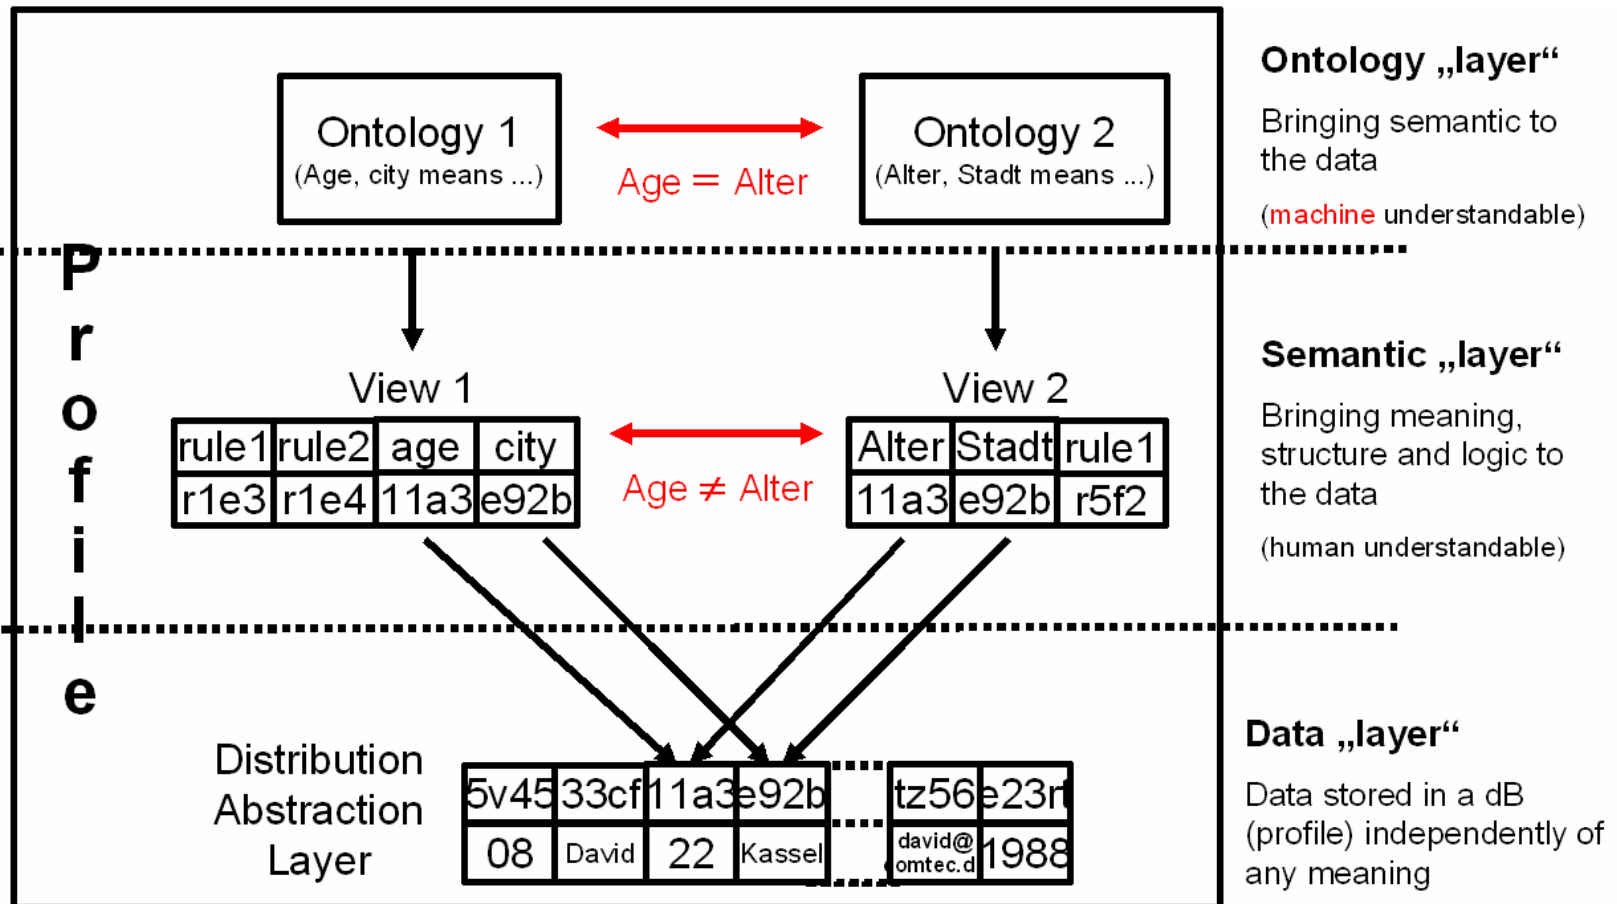 Ontology 1
(Age, city means ...)
Age = Alter
Ontology 2
(Alter, Stadt means ...)
Ontology „layer“
Bringing semantic to
the data
(machine understandable)
Profile
View 1
rule1 rule2 age city
r1e3 r1e4 11a3 e92b
Age ≠ Alter
View 2
Alter Stadt rule1
11a3 e92b r5f2
Semantic „layer“
Bringing meaning,
structure and logic to
the data
(human understandable)
Distribution
Abstraction
Layer
5v45 33cf 11a3 e92b tz56 e23rt
08 David 22 Kassel david@ 1988
omtec.d
Data „layer“
Data stored in a dB
(profile) independently of
any meaning